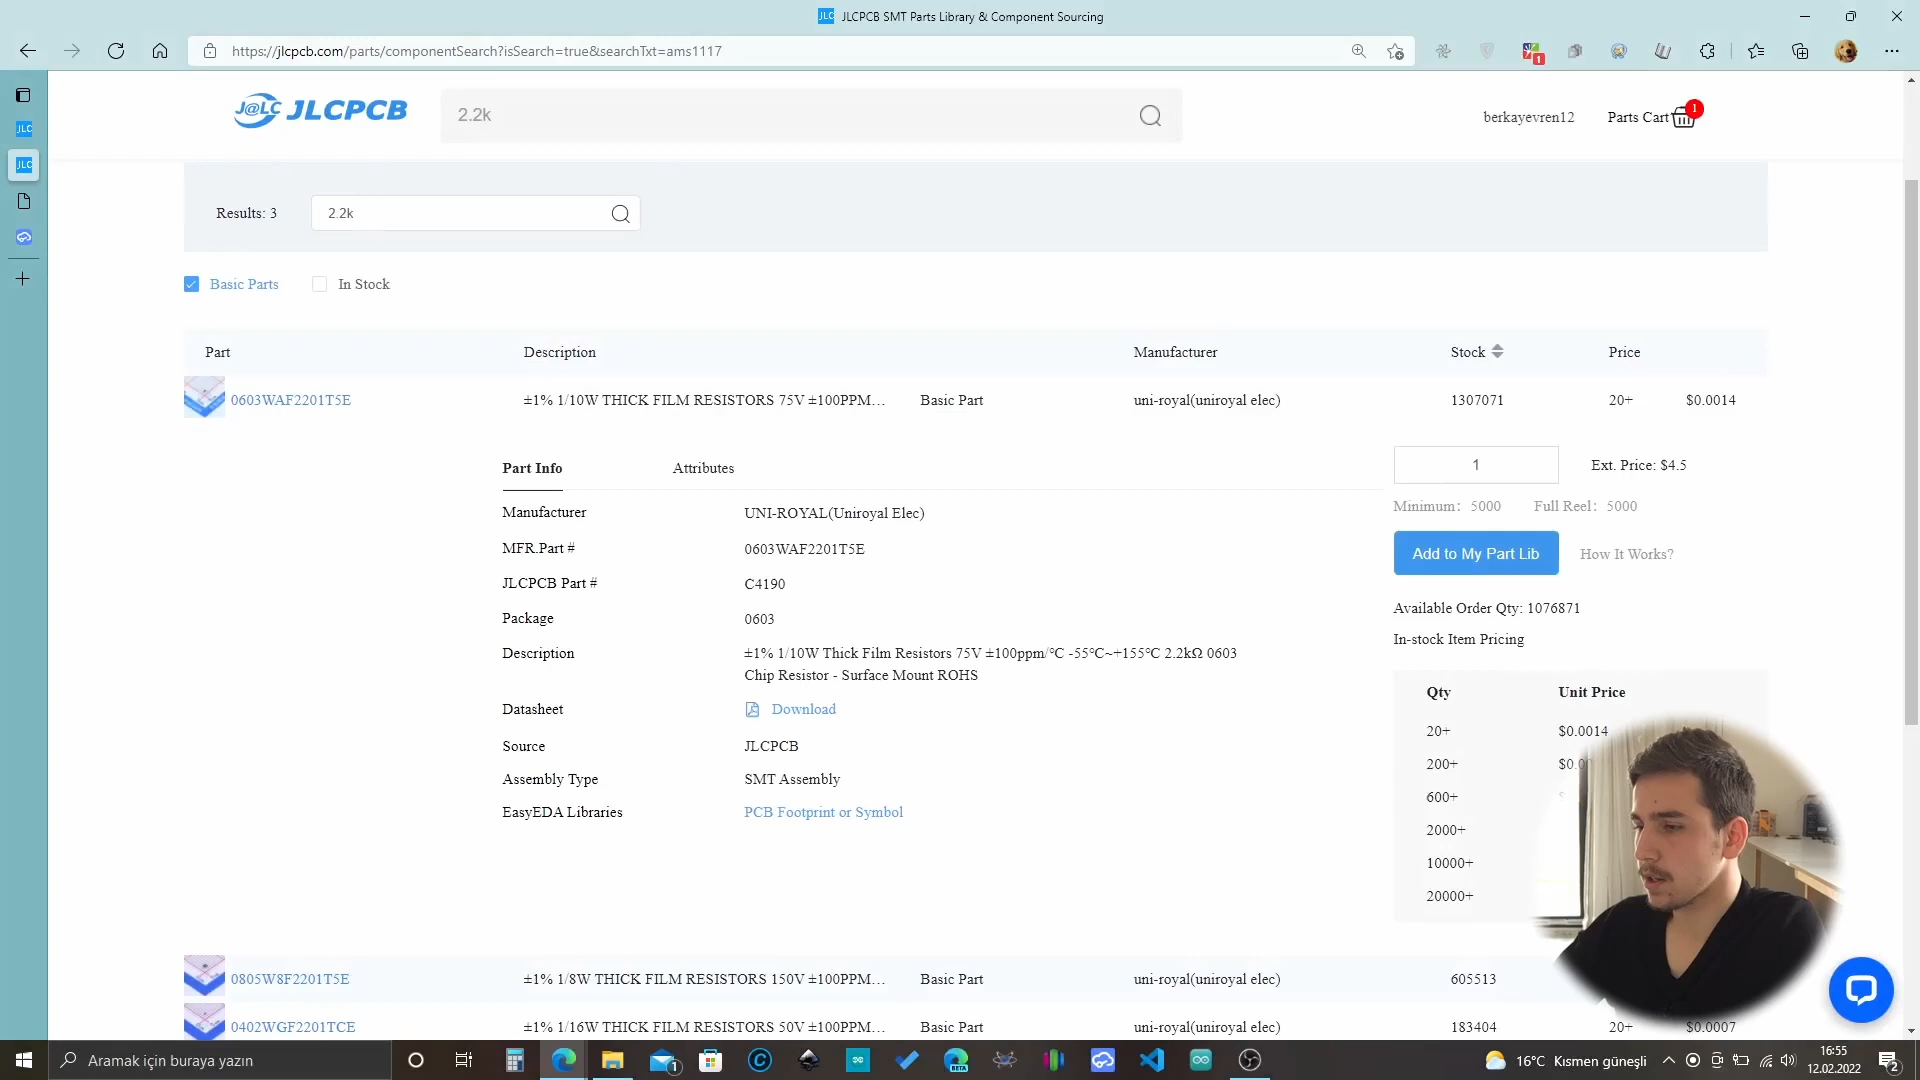 JLC JLCPCB SMT Parts Library & Component Sourcing
https://jlcpcb.com/parts/componentSearch?isSearch=true&searchTxt=ams1117
1
JLC
JLC
J@LC JLCPCB
2.2k
berkayevren12
Parts Cart 1
Results: 3
2.2k
Basic Parts
In Stock
Part Description Manufacturer Stock Price
0603WAF2201T5E ±1% 1/10W THICK FILM RESISTORS 75V ±100PPM… Basic Part uni-royal(uniroyal elec) 1307071 20+ $0.0014
Part Info Attributes
1
Ext. Price: $4.5
Minimum: 5000 Full Reel: 5000
Add to My Part Lib
How It Works?
Available Order Qty: 1076871
In-stock Item Pricing
Manufacturer UNI-ROYAL(Uniroyal Elec)
MFR.Part # 0603WAF2201T5E
JLCPCB Part # C4190
Package 0603
Description ±1% 1/10W Thick Film Resistors 75V ±100ppm/℃ -55℃~+155℃ 2.2kΩ 0603
Chip Resistor - Surface Mount ROHS
Datasheet Download
Source JLCPCB
Assembly Type SMT Assembly
EasyEDA Libraries PCB Footprint or Symbol
Qty Unit Price
20+ $0.0014
200+
600+
2000+
10000+
20000+
0805W8F2201T5E ±1% 1/8W THICK FILM RESISTORS 150V ±100PPM… Basic Part uni-royal(uniroyal elec) 605513
0402WGF2201TCE ±1% 1/16W THICK FILM RESISTORS 50V ±100PPM… Basic Part uni-royal(uniroyal elec) 183404 20+ $0.0007
Aramak için buraya yazın
1
BETA
16°C Kısmen güneşli
16:55
12.02.2022
2